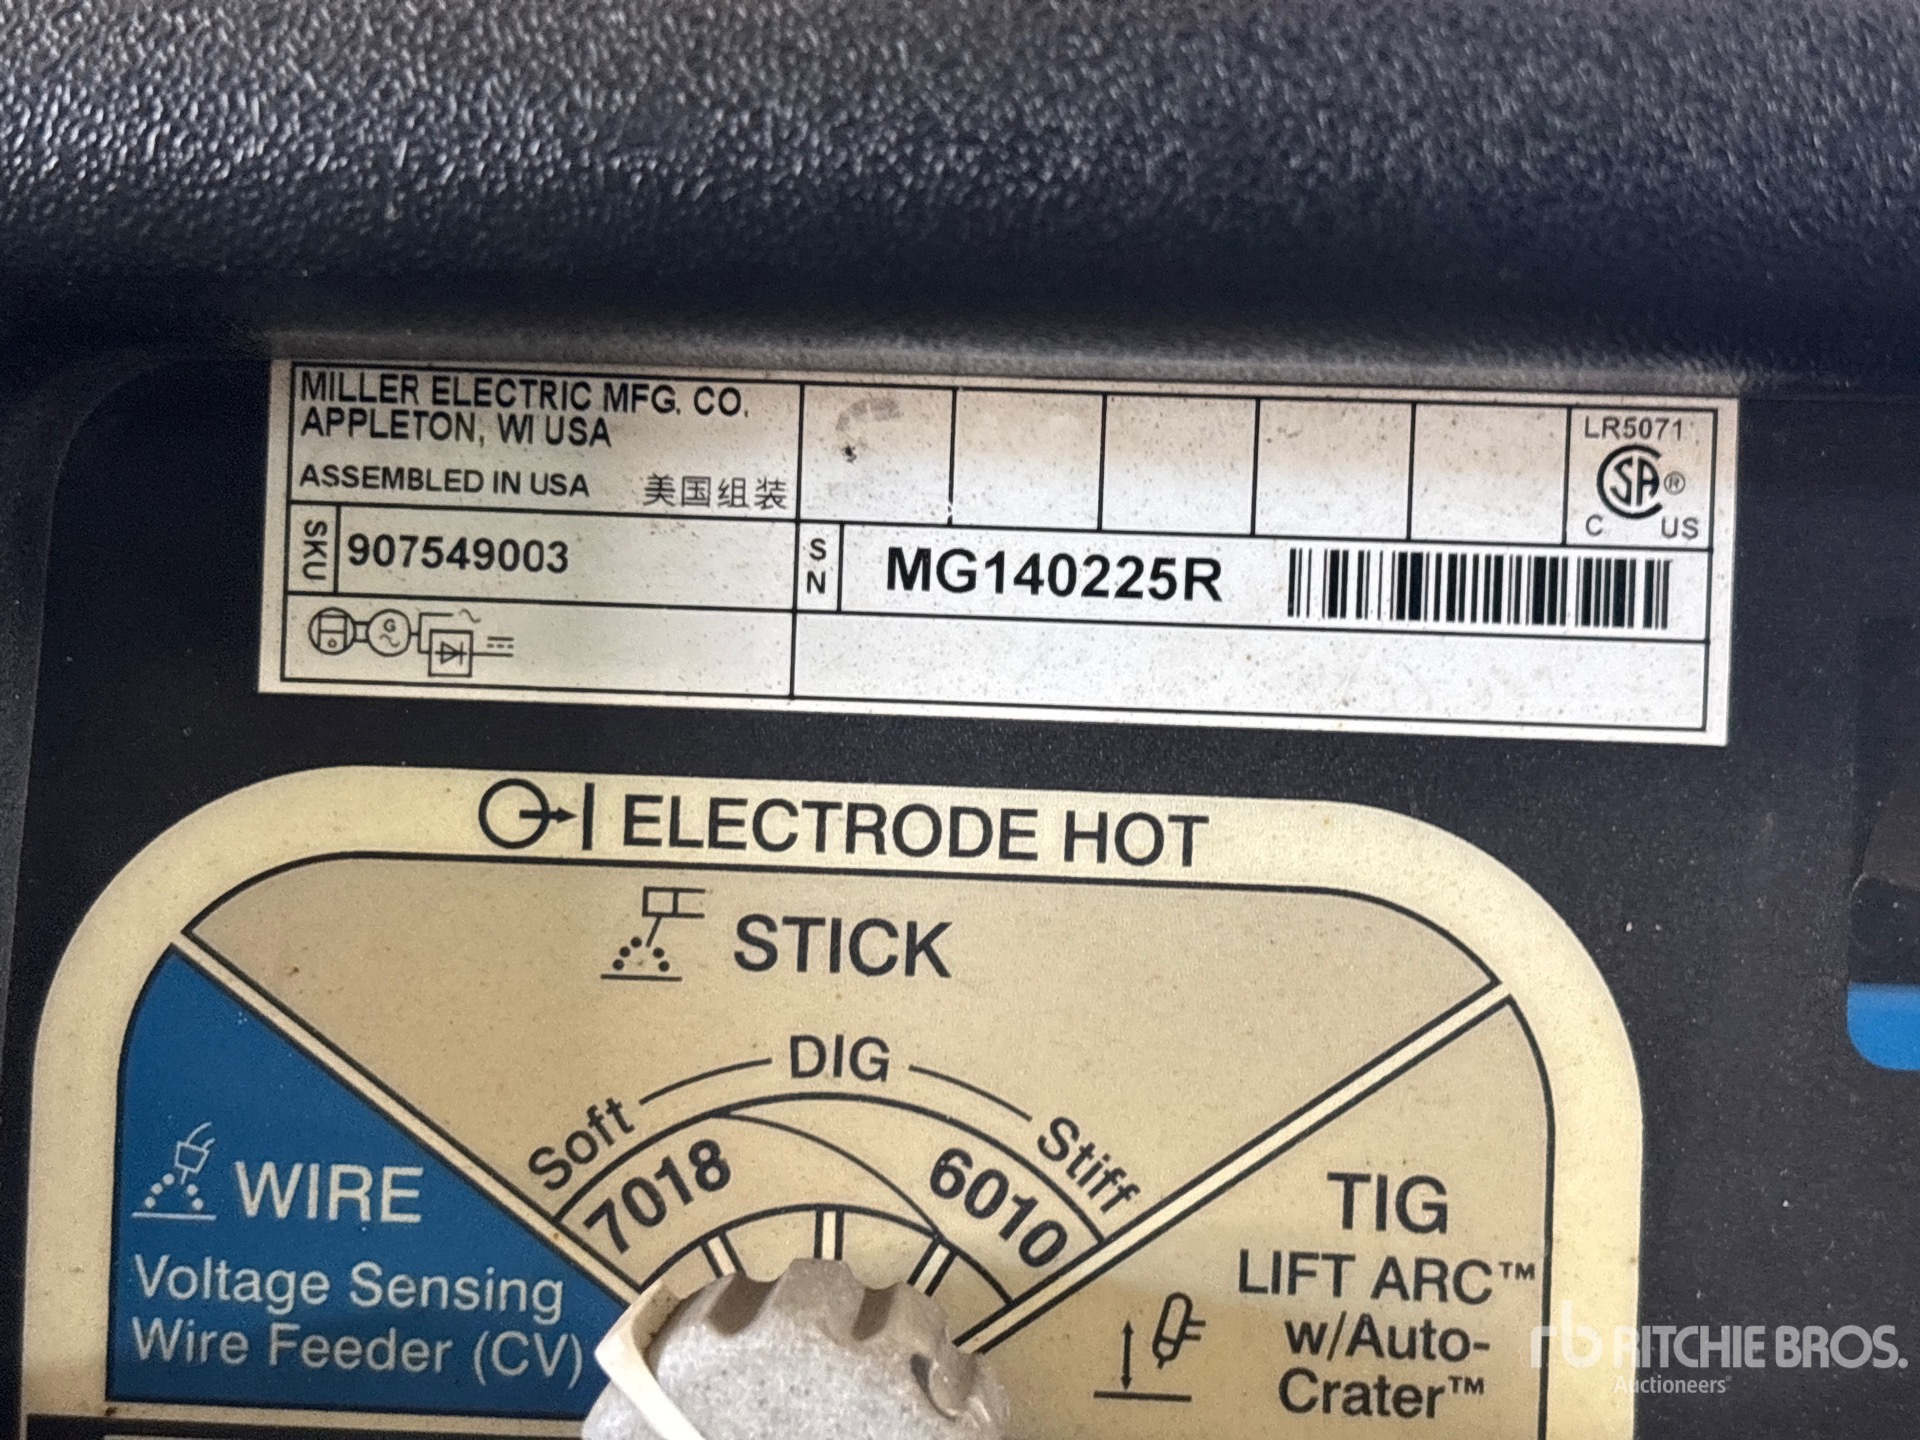 MILLER ELECTRIC MFG. CO.
APPLETON, WI USA
ASSEMBLED IN USA 美国组装
LR5071
SA ®
C US
SKU 907549003
SN MG140225R
G
ELECTRODE HOT
STICK
DIG
Soft
Stiff
7018
6010
WIRE
Voltage Sensing
Wire Feeder (CV)
TIG
LIFT ARC™
w/Auto-
Crater™
rb RITCHIE BROS.
Auctioneers